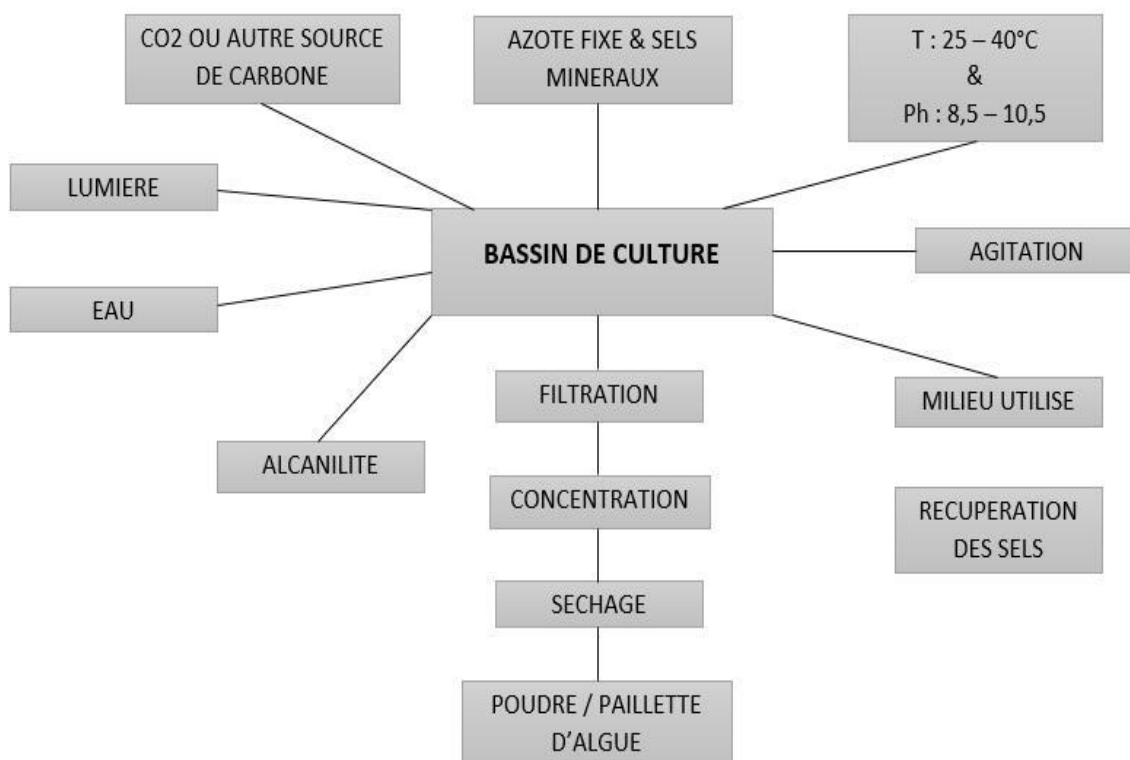 CO2 OU AUTRE SOURCE
DE CARBONE
AZOTE FIXE & SELS
MINERAUX
T : 25 – 40°C
&
Ph : 8,5 – 10,5
LUMIERE
BASSIN DE CULTURE
AGITATION
EAU
FILTRATION
MILIEU UTILISE
ALCANILITE
CONCENTRATION
RECUPERATION
DES SELS
SECHAGE
POUDRE / PAILLETTE
D’ALGUE